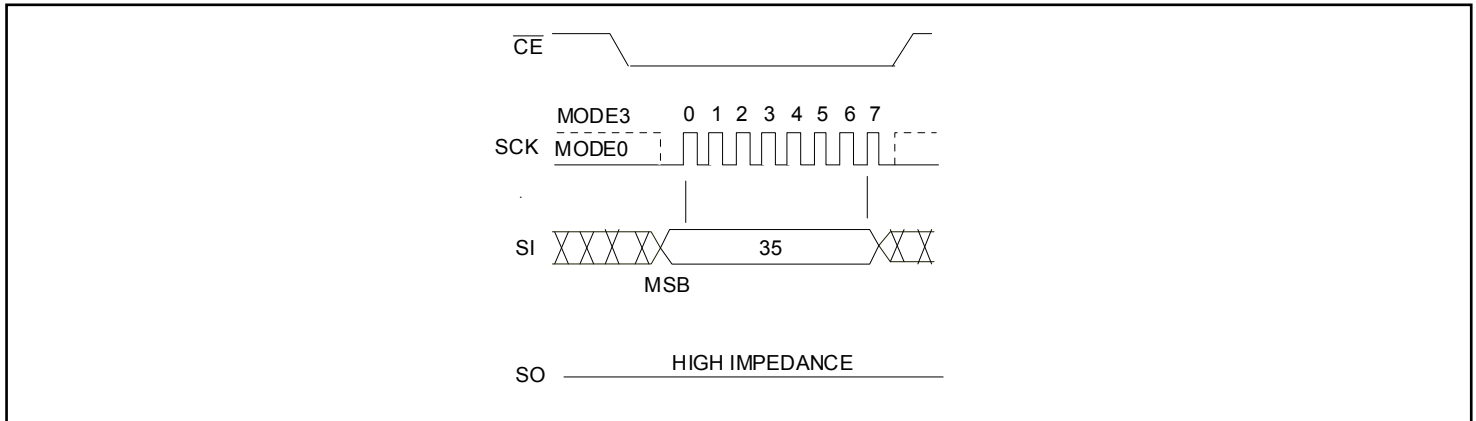 CE
MODE3 0 1 2 3 4 5 6 7
SCK MODE0
SI 35
MSB
HIGH IMPEDANCE
SO